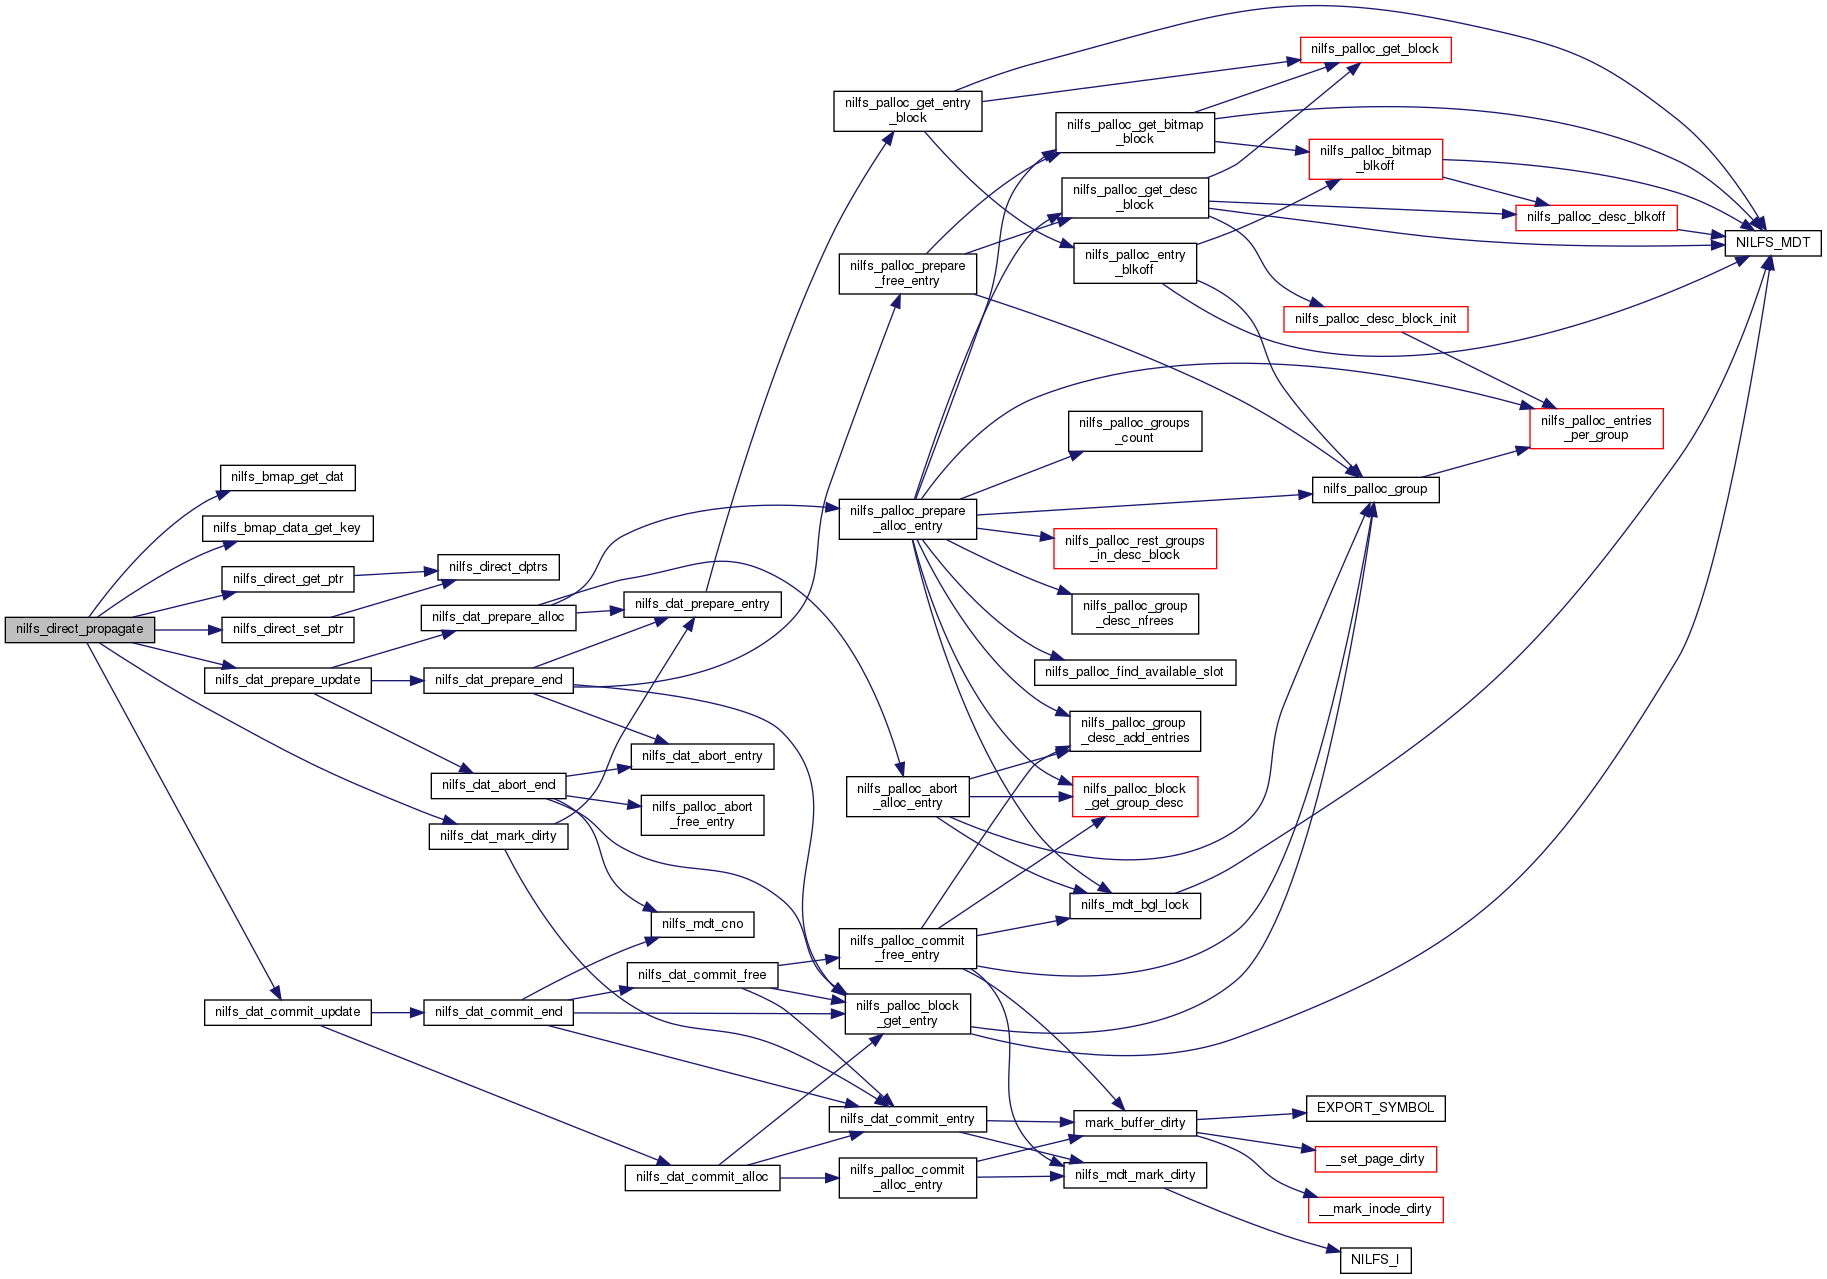 nilfs_direct_propagate
nilfs_bmap_get_dat
nilfs_bmap_data_get_key
nilfs_direct_get_ptr
nilfs_direct_set_ptr
nilfs_dat_prepare_update
nilfs_dat_commit_update
nilfs_direct_dptrs
nilfs_dat_prepare_alloc
nilfs_dat_prepare_end
nilfs_dat_abort_end
nilfs_dat_mark_dirty
nilfs_dat_commit_end
nilfs_dat_prepare_entry
nilfs_dat_abort_entry
nilfs_palloc_abort
_free_entry
nilfs_mdt_cno
nilfs_dat_commit_free
nilfs_dat_commit_alloc
nilfs_palloc_get_entry
_block
nilfs_palloc_prepare
_free_entry
nilfs_palloc_prepare
_alloc_entry
nilfs_palloc_abort
_alloc_entry
nilfs_palloc_commit
_free_entry
nilfs_palloc_block
_get_entry
nilfs_dat_commit_entry
nilfs_palloc_commit
_alloc_entry
nilfs_palloc_get_bitmap
_block
nilfs_palloc_get_desc
_block
nilfs_palloc_entry
_blkoff
nilfs_palloc_groups
_count
nilfs_palloc_rest_groups
_in_desc_block
nilfs_palloc_group
_desc_nfrees
nilfs_palloc_find_available_slot
nilfs_palloc_group
_desc_add_entries
nilfs_palloc_block
_get_group_desc
nilfs_mdt_bgl_lock
mark_buffer_dirty
nilfs_mdt_mark_dirty
nilfs_palloc_get_block
nilfs_palloc_bitmap
_blkoff
nilfs_palloc_desc_block_init
nilfs_palloc_group
EXPORT_SYMBOL
__set_page_dirty
__mark_inode_dirty
NILFS_I
nilfs_palloc_desc_blkoff
nilfs_palloc_entries
_per_group
NILFS_MDT